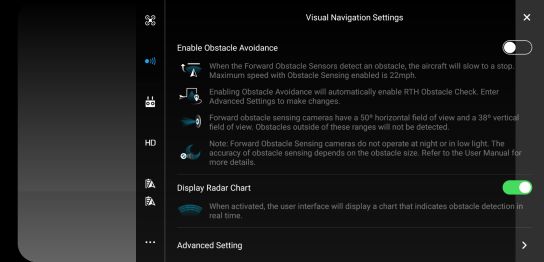 Visual Navigation Settings
Enable Obstacle Avoidance
When the Forward Obstacle Sensors detect an obstacle, the aircraft will slow to a stop.
Maximum speed with Obstacle Sensing enabled is 22mph.
Enabling Obstacle Avoidance will automatically enable RTH Obstacle Check. Enter
Advanced Settings to make changes.
Forward obstacle sensing cameras have a 50º horizontal field of view and a 38º vertical
field of view. Obstacles outside of these ranges will not be detected.
HD
Note: Forward Obstacle Sensing cameras do not operate at night or in low light. The
accuracy of obstacle sensing depends on the obstacle size. Refer to the User Manual for
more details.
Display Radar Chart
When activated, the user interface will display a chart that indicates obstacle detection in
real time.
Advanced Setting